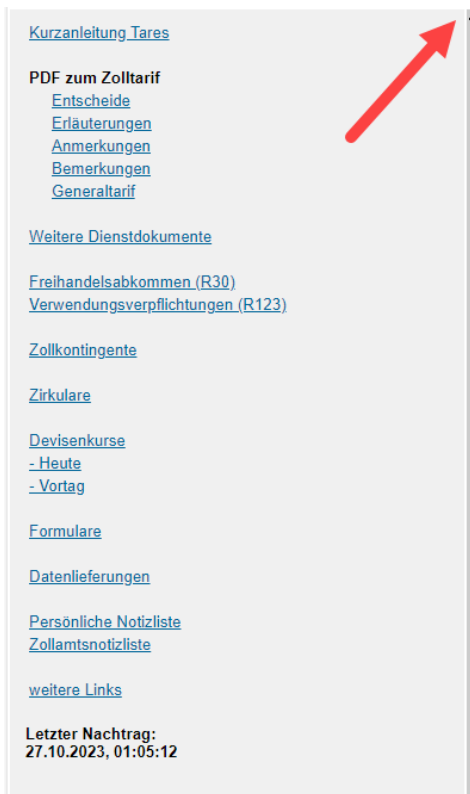 Kurzanleitung Tares
PDF zum Zolltarif
Entscheide
Erläuterungen
Anmerkungen
Bemerkungen
Generaltarif
Weitere Dienstdokumente
Freihandelsabkommen (R30)
Verwendungsverpflichtungen (R123)
Zollkontingente
Zirkulare
Devisenkurse
- Heute
- Vortag
Formulare
Datenlieferungen
Persönliche Notizliste
Zollamtsnotizliste
weitere Links
Letzter Nachtrag:
27.10.2023, 01:05:12